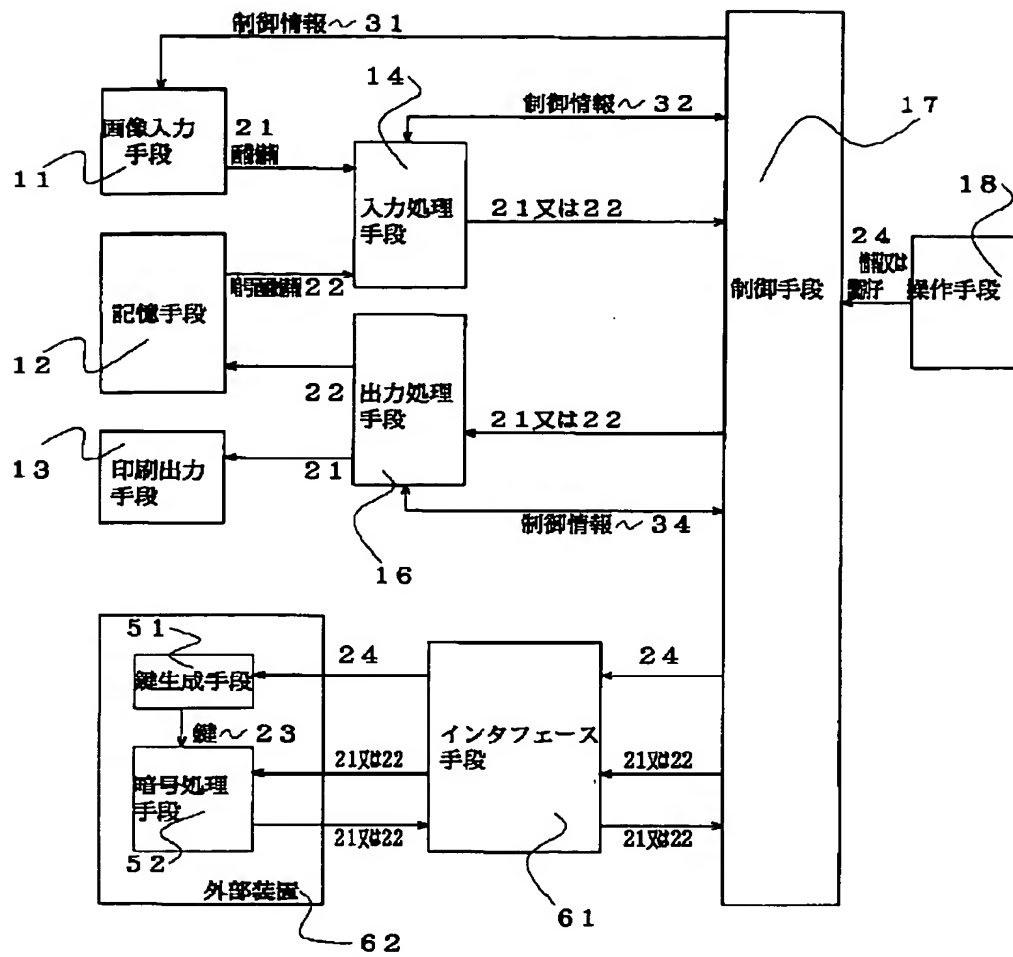 制御情報～31
14
制御情報～32
17
画像入力
手段
21
11
18
入力処理
手段
21又は22
24
情報又は
22
記憶手段
制御手段
操作手段
12
22
出力処理
手段
21又は22
13
印刷出力
手段
21
制御情報～34
16
51
24
24
鍵生成手段
鍵～23
インタフェース
手段
暗号処理
手段
21又は22
21又は22
21又は22
21又は22
52
外部装置
61
62